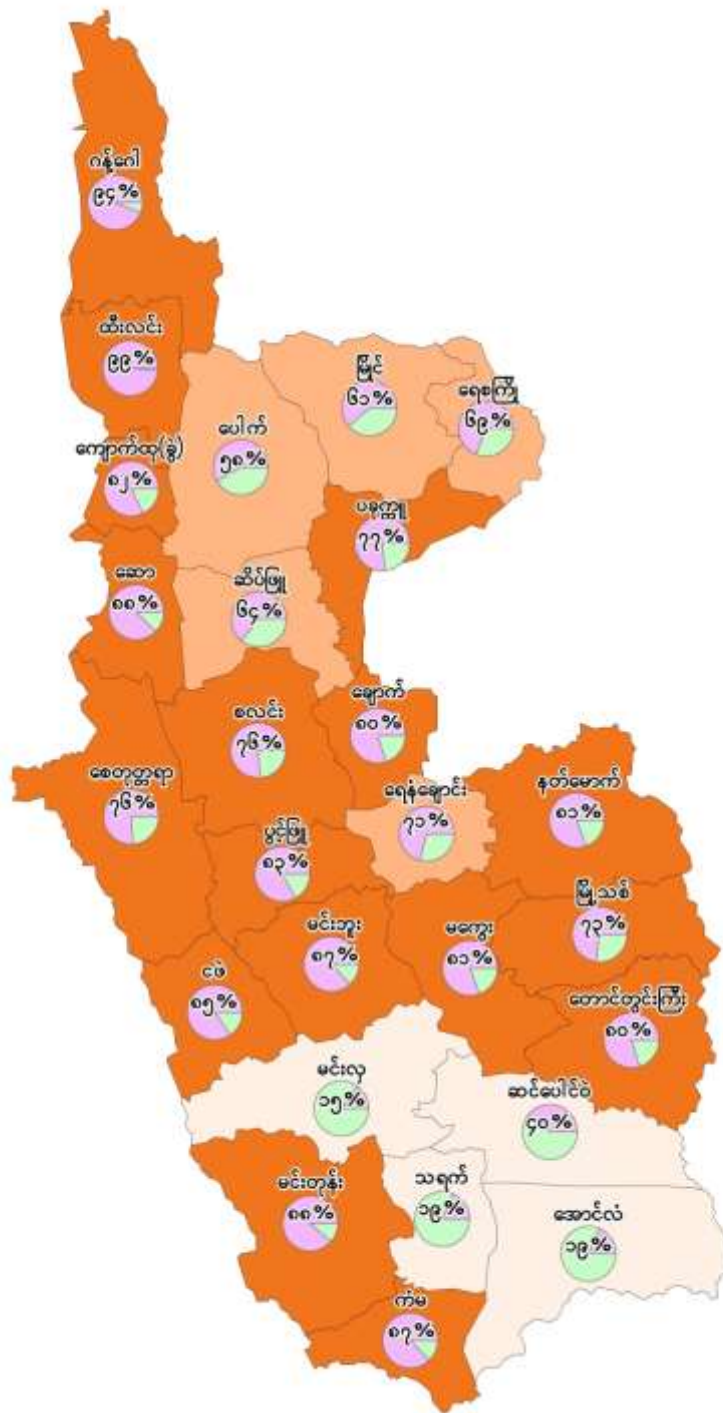 ဂန့်ဂေါ
၉၄%
ထီးလင်း
၉၉%
မြိုင်
၆၁%
ရေစကြို
၆၉%
ပေါက်
၅၈%
ကျောက်ထု(ခွဲ)
၈၂%
ပခုက္ကူ
၇၇%
ဆော
၈၈%
ဆိပ်ဖြူ
၆၄%
ချောက်
၈၀%
စလင်း
၇၆%
စေတုတ္တရာ
၇၆%
ရေနံချောင်း
၇၁%
နတ်မောက်
၈၁%
ပွင့်ဖြူ
၈၃%
မြို့သစ်
၇၃%
မင်းဘူး
၈၇%
မကွေး
၈၁%
ငဖဲ
၈၅%
တောင်တွင်းကြီး
၈၀%
မင်းလှ
၁၅%
ဆင်ပေါင်ဝဲ
၄၀%
မင်းတုန်း
၈၈%
သရက်
၁၉%
အောင်လံ
၁၉%
ကံမ
၈၇%